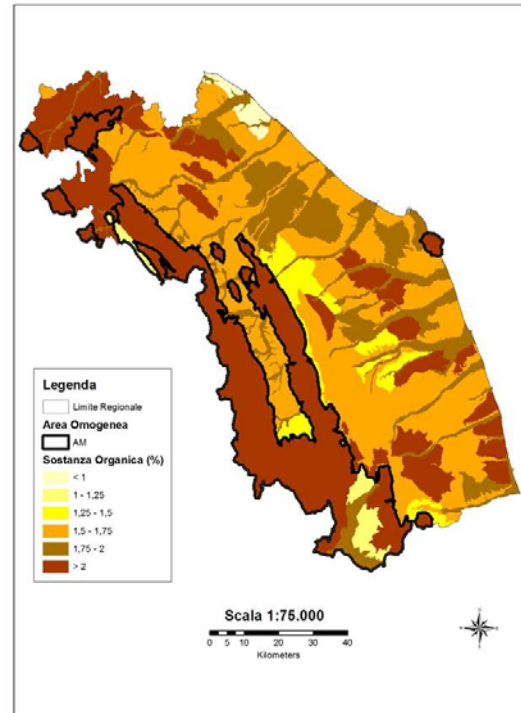 Legenda
Limite Regionale
Area Omogenea
AM
Sostanza Organica (%)
< 1
1 - 1,25
1,25 - 1,5
1,5 - 1,75
1,75 - 2
> 2
Scala 1:75.000
0 5 10 20 30 40
Kilometers